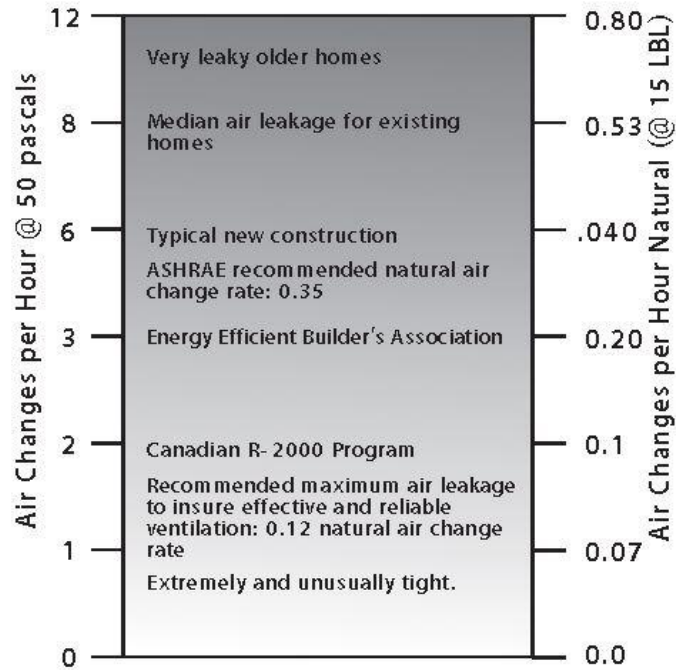 Air Changes per Hour @ 50 pascals
12
8
6
3
2
1
0
Very leaky older homes
Median air leakage for existing
homes
Typical new construction
ASHRAE recommended natural air
change rate: 0.35
Energy Efficient Builder's Association
Canadian R-2000 Program
Recommended maximum air leakage
to insure effective and reliable
ventilation: 0.12 natural air change
rate
Extremely and unusually tight.
0.80
0.53
.040
0.20
0.1
0.07
0.0
Air Changes per Hour Natural (@ 15 LBL)